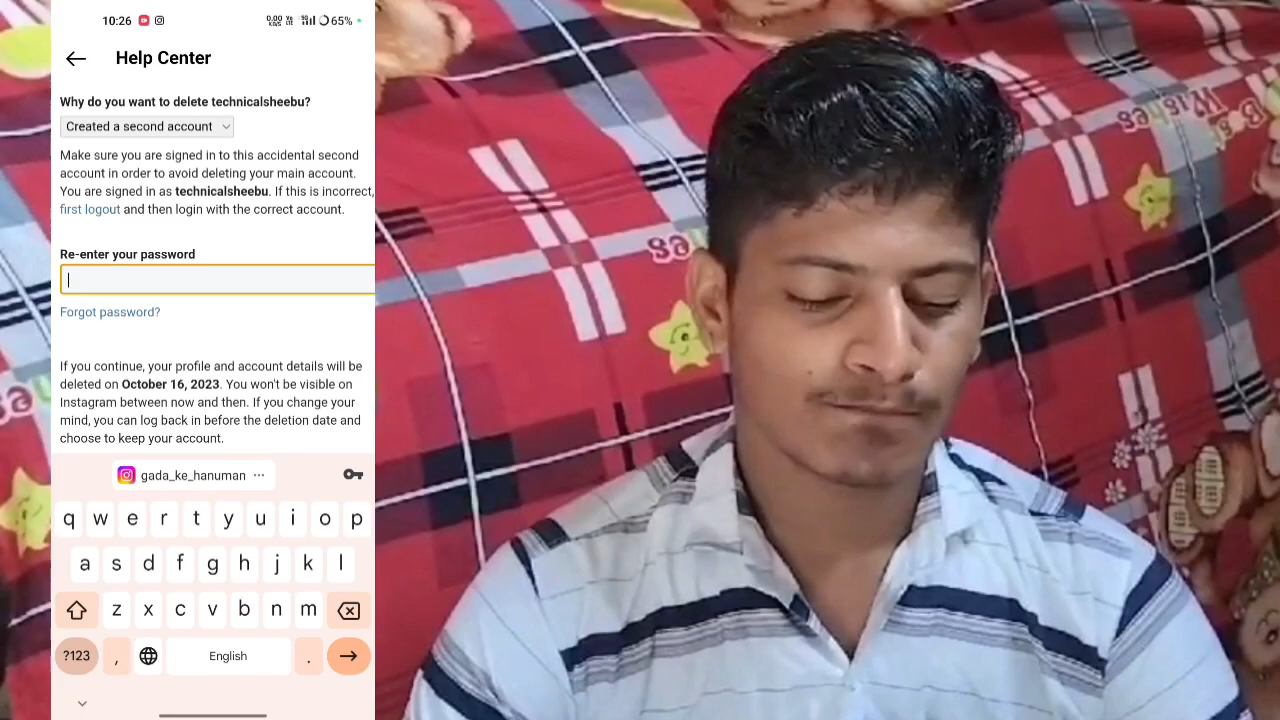 10:26
0.00 KB/S
65%
Help Center
Why do you want to delete technicalsheebu?
Created a second account
Make sure you are signed in to this accidental second
account in order to avoid deleting your main account.
You are signed in as technicalsheebu. If this is incorrect,
first logout and then login with the correct account.
Re-enter your password
Forgot password?
If you continue, your profile and account details will be
deleted on October 16, 2023. You won't be visible on
Instagram between now and then. If you change your
mind, you can log back in before the deletion date and
choose to keep your account.
gada_ke_hanuman ...
q w e r t y u i o p
a s d f g h j k l
z x c v b n m
?123 , English .
Wishes